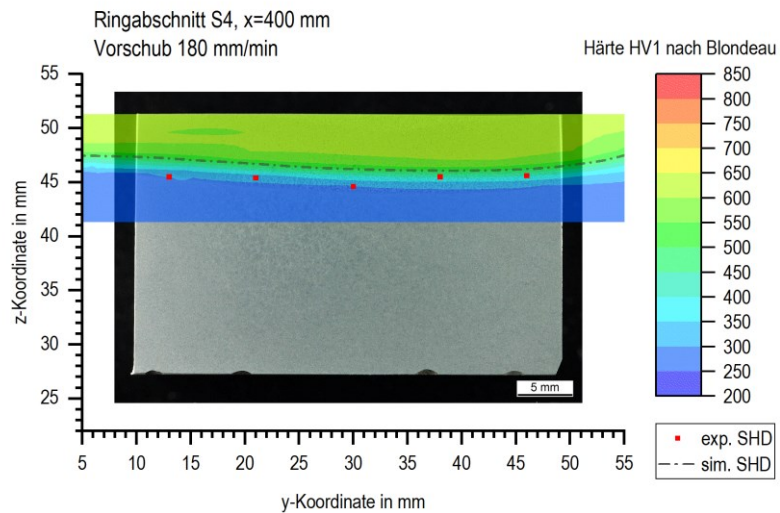 Ringabschnitt S4, x=400 mm
Vorschub 180 mm/min
Härte HV1 nach Blondeau
55
50
45
40
35
30
25
z-Koordinate in mm
5 10 15 20 25 30 35 40 45 50 55
y-Koordinate in mm
5 mm
850
800
750
700
650
600
550
500
450
400
350
300
250
200
exp. SHD
sim. SHD